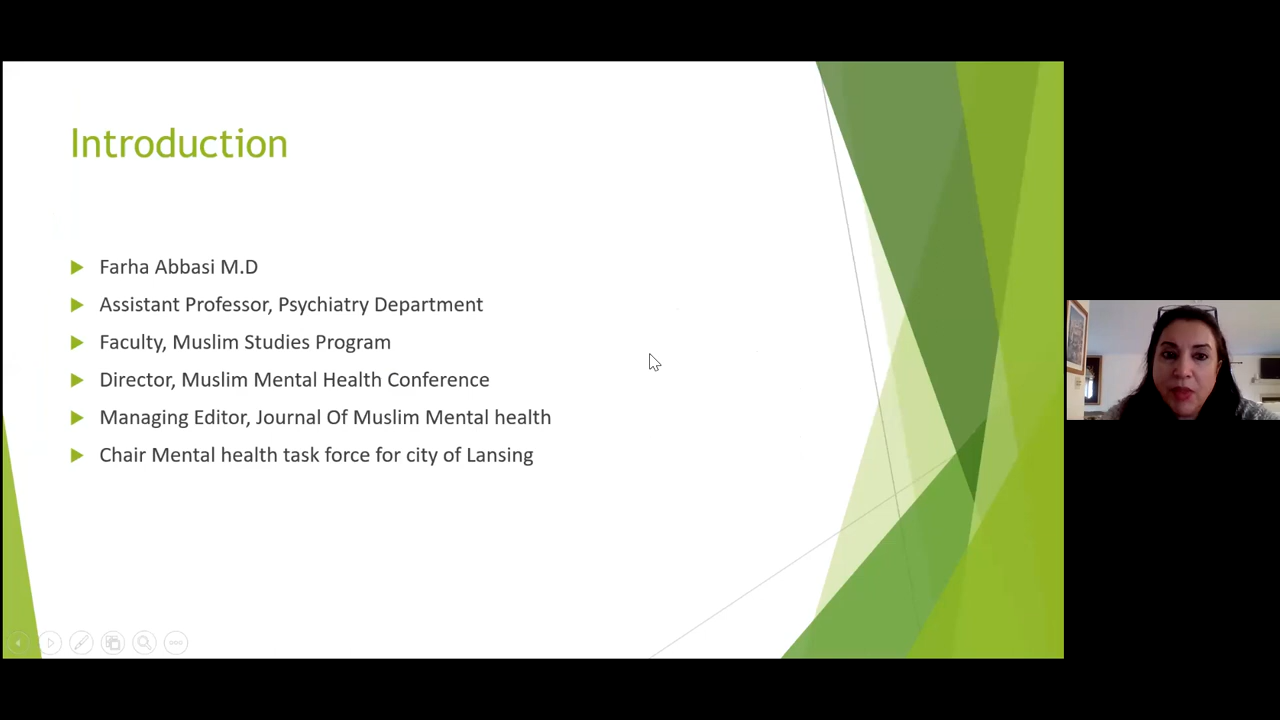 Introduction
Farha Abbasi M.D
Assistant Professor, Psychiatry Department
Faculty, Muslim Studies Program
Director, Muslim Mental Health Conference
Managing Editor, Journal Of Muslim Mental health
Chair Mental health task force for city of Lansing